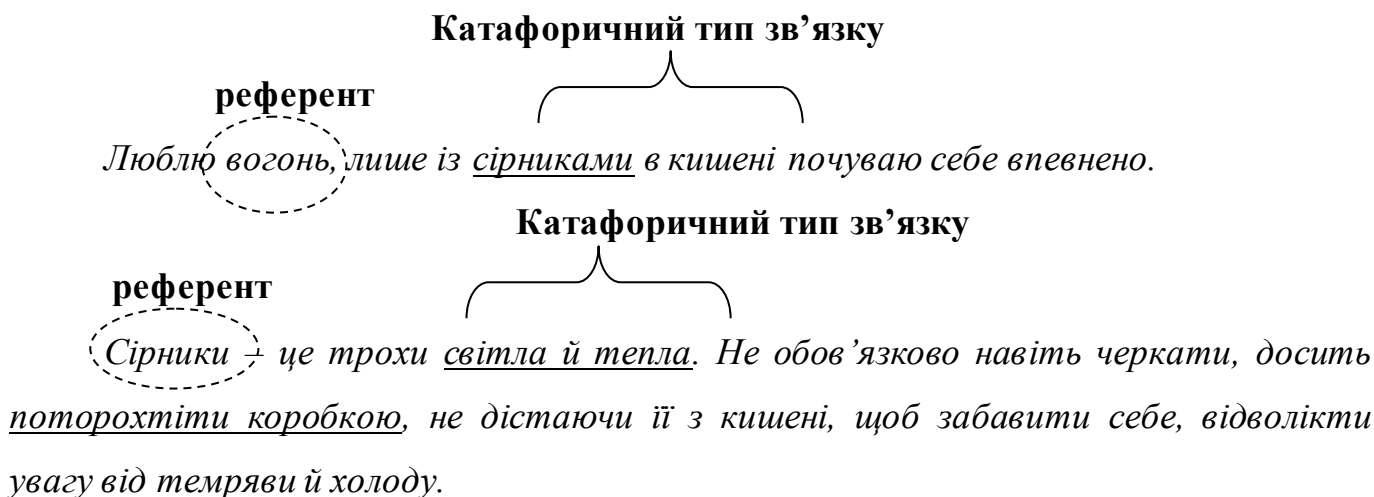 Катафоричний тип зв’язку
референт
Люблю вогонь, лише із сірниками в кишені почуваю себе впевнено.
Катафоричний тип зв’язку
референт
Сірники – це трохи світла й тепла. Не обов’язково навіть черкати, досить
поторохтіти коробкою, не дістаючи її з кишені, щоб забавити себе, відволікти
увагу від темряви й холоду.